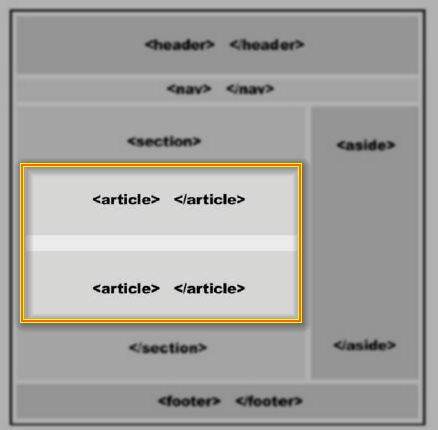 <header> </header>
<nav> </nav>
<section>
<aside>
<article> </article>
<article> </article>
</section>
</aside>
<footer> </footer>